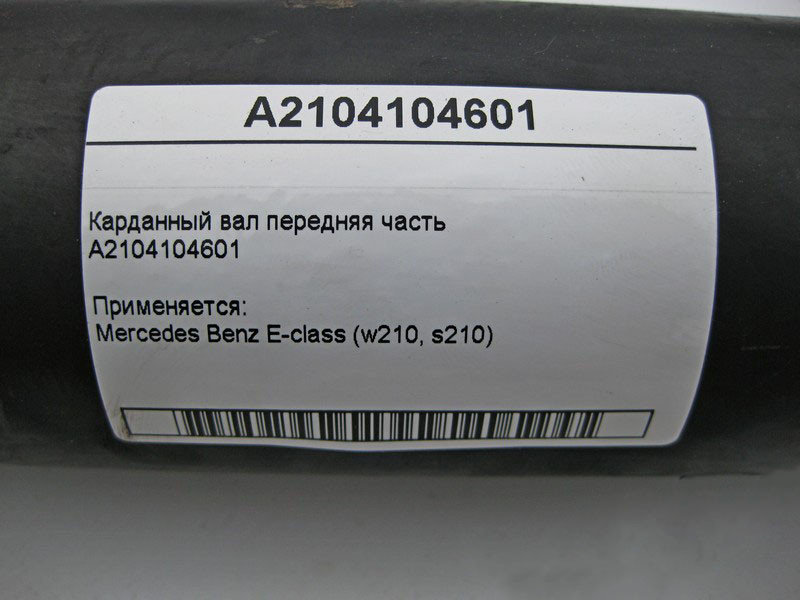 A2104104601
Карданный вал передняя часть
A2104104601
Применяется:
Mercedes Benz E-class (w210, s210)